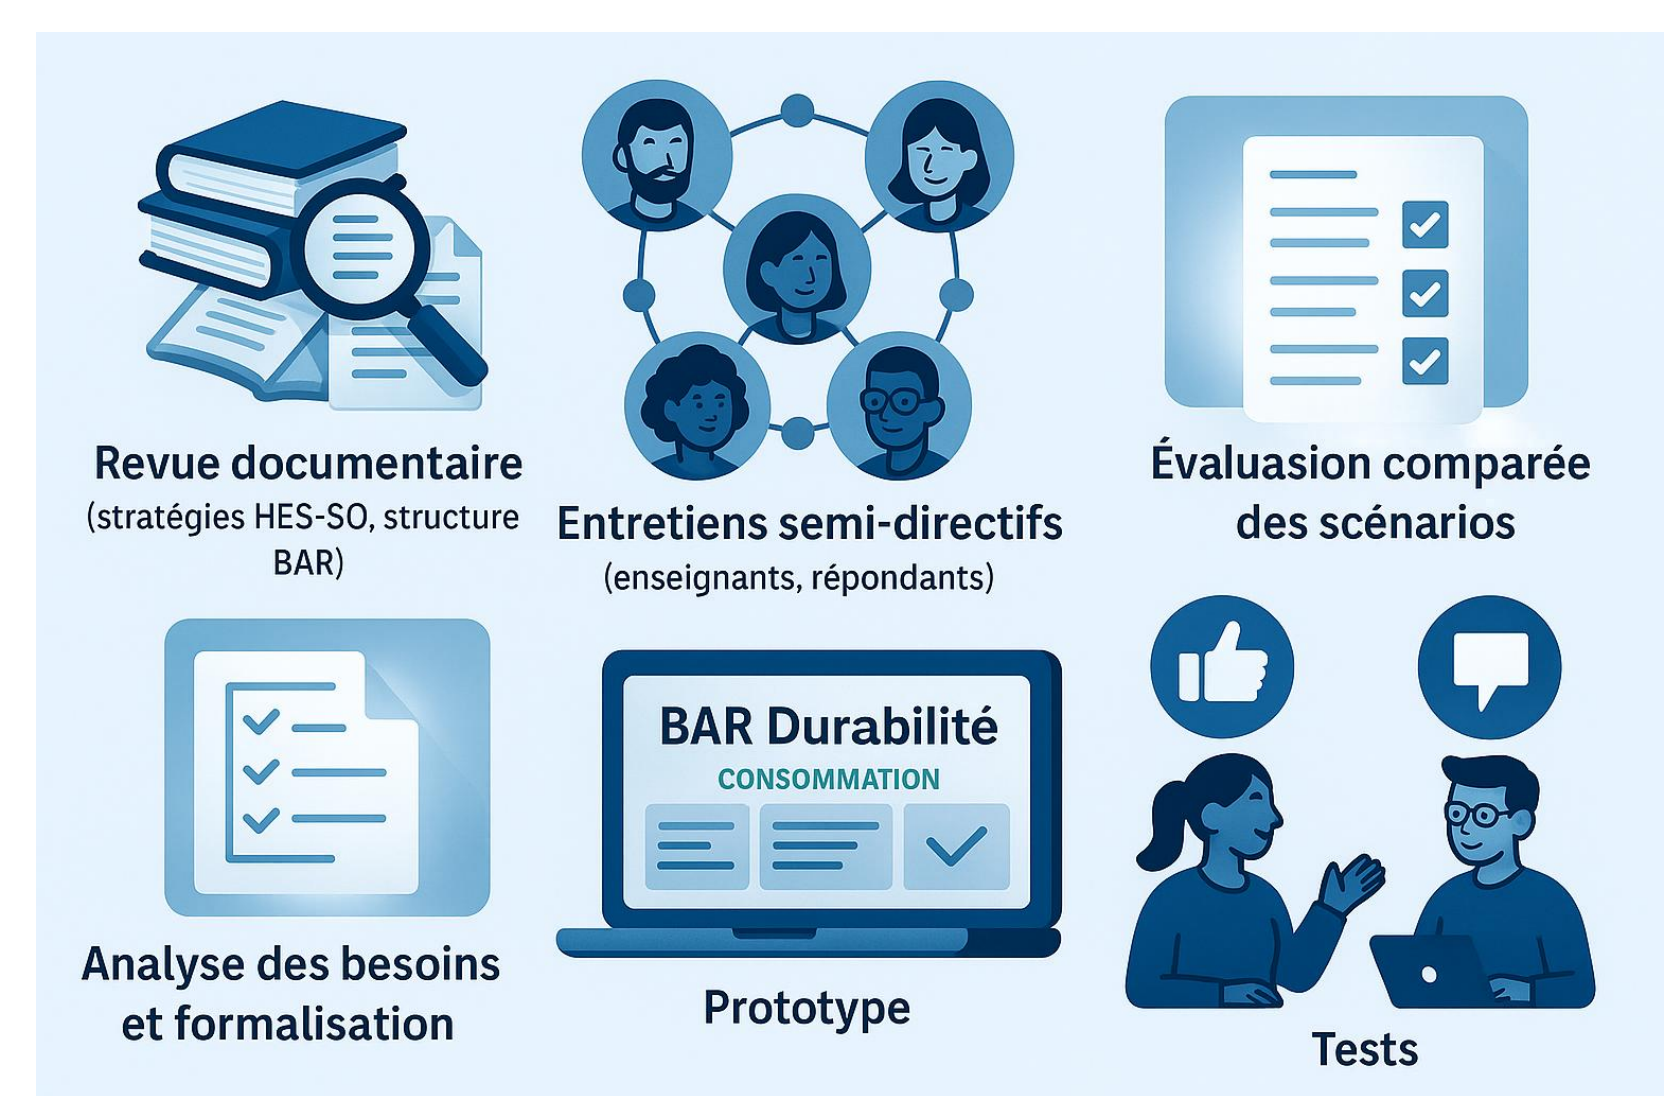 Revue documentaire
(stratégies HES-SO, structure
BAR)
Entretiens semi-directifs
(enseignants, répondants)
Évaluasion comparée
des scénarios
Analyse des besoins
et formalisation
BAR Durabilité
CONSOMMATION
Prototype
Tests